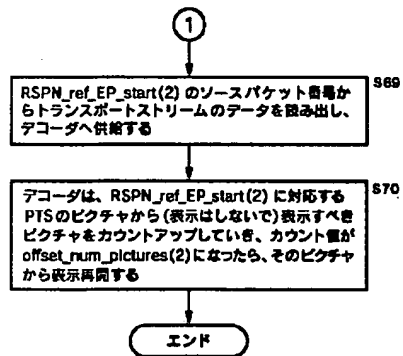 1
S69
RSPN_ref_EP_start(2) のソースパケット番号か
らトランスポートストリームのデータを読み出し、
デコーダへ供給する
S70
デコーダは、RSPN_ref_EP_start(2) に対応する
PTSのピクチャから(表示はしないで)表示すべき
ピクチャをカウントアップしていき、カウント値が
offset_num_pictures(2)になったら、そのピクチャ
から表示再開する
エンド